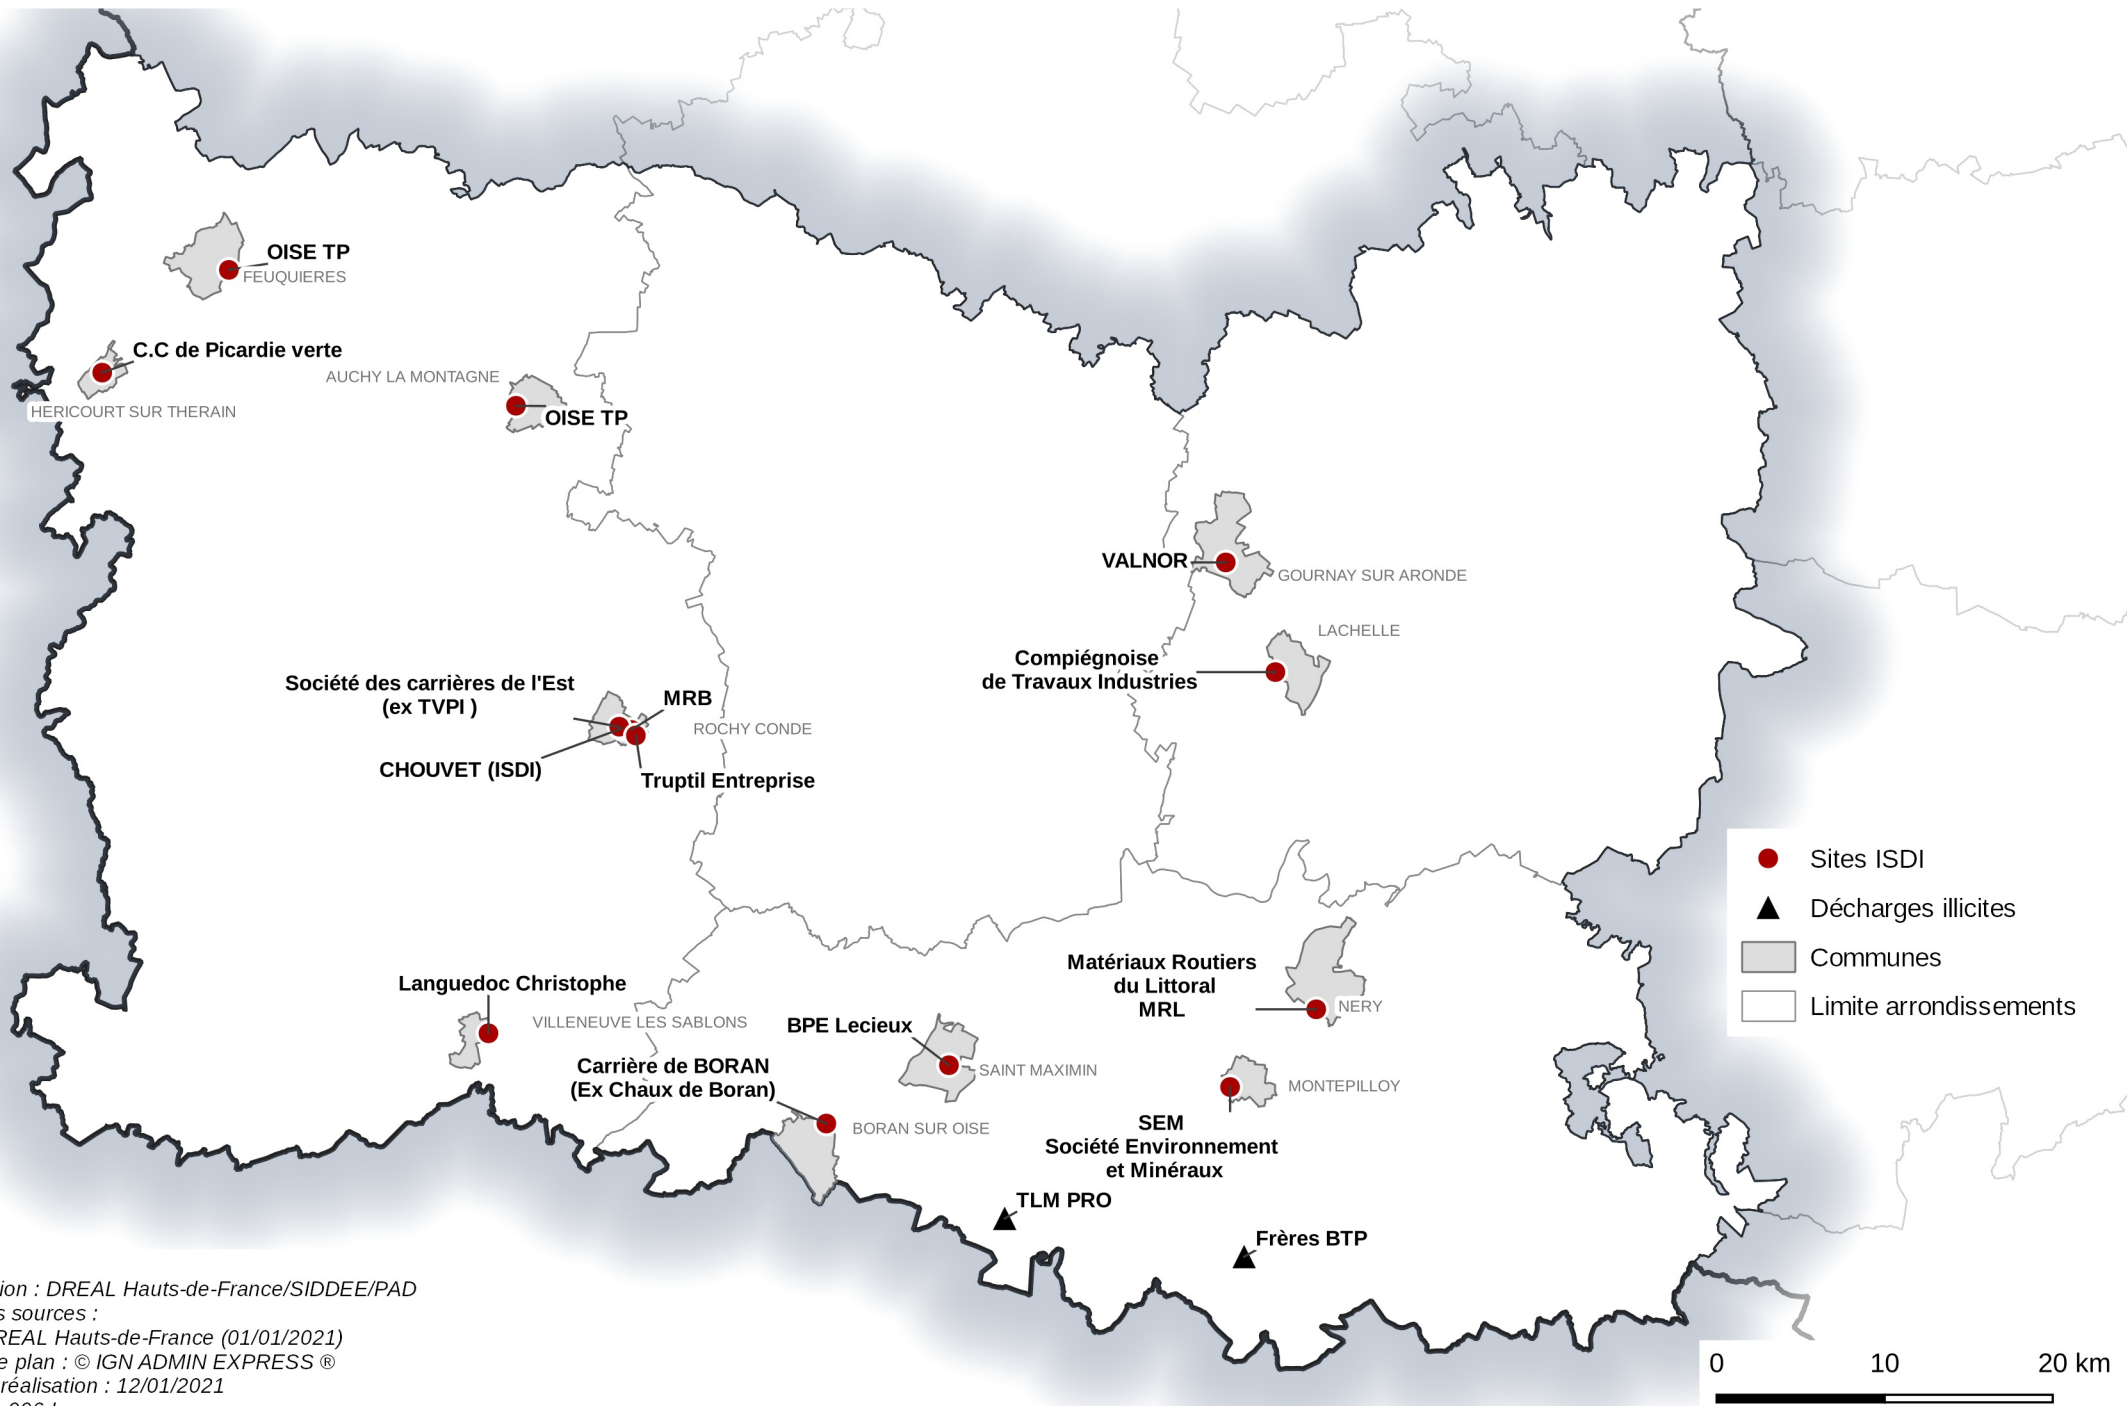 OISE TP
FEUQUIERES
C.C de Picardie verte
HERICOURT SUR THERAIN
AUCHY LA MONTAGNE
OISE TP
VALNOR
GOURNAY SUR ARONDE
LACHELLE
Compiégnoise
de Travaux Industries
Société des carrières de l'Est
(ex TVPI )
MRB
ROCHY CONDE
CHOUVET (ISDI)
Truptil Entreprise
Languedoc Christophe
VILLENEUVE LES SABLONS
BPE Lecieux
SAINT MAXIMIN
Carrière de BORAN
(Ex Chaux de Boran)
BORAN SUR OISE
Matériaux Routiers
du Littoral
MRL
NERY
MONTEPILLOY
SEM
Société Environnement
et Minéraux
TLM PRO
Frères BTP
Sites ISDI
Décharges illicites
Communes
Limite arrondissements
ion : DREAL Hauts-de-France/SIDDEE/PAD
s sources :
REAL Hauts-de-France (01/01/2021)
e plan : © IGN ADMIN EXPRESS ®
réalisation : 12/01/2021
0 10 20 km